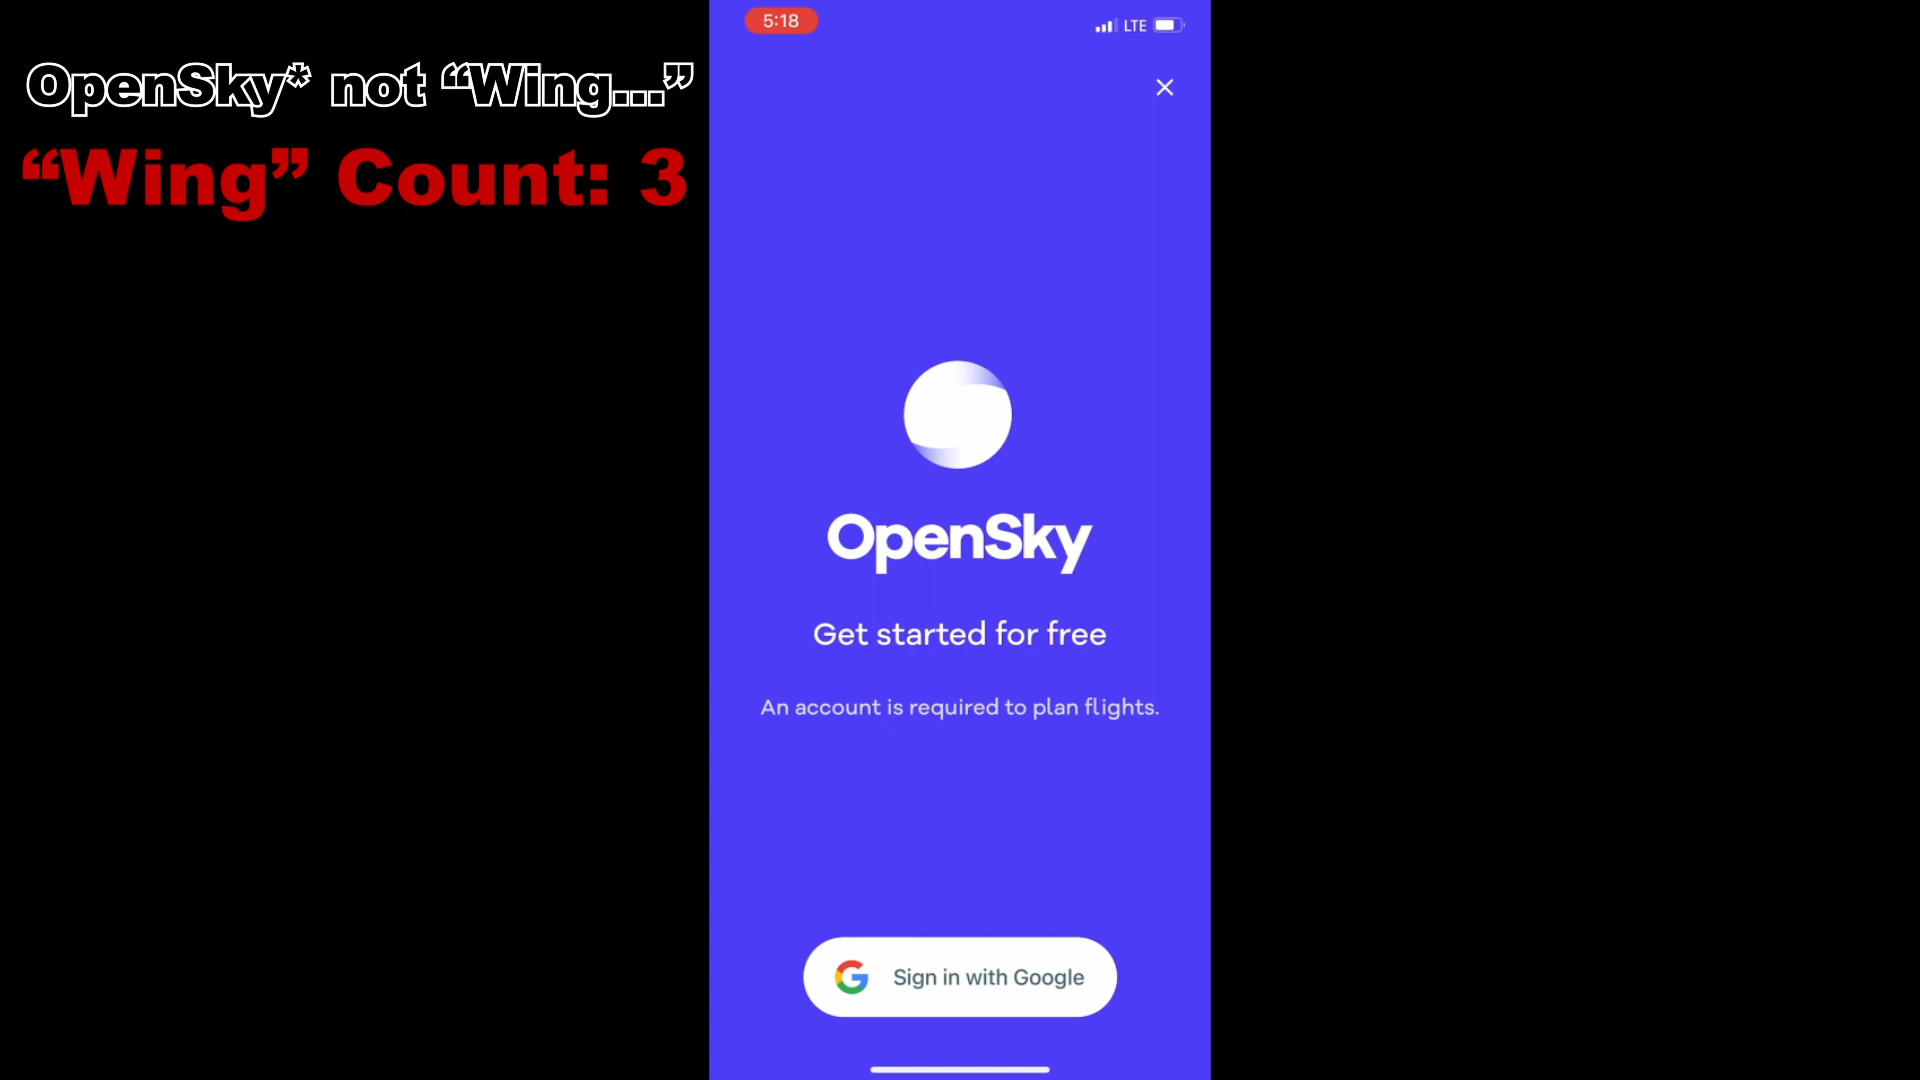 OpenSky* not “Wing...”
“Wing” Count: 3
5:18
LTE
OpenSky
Get started for free
An account is required to plan flights.
Sign in with Google